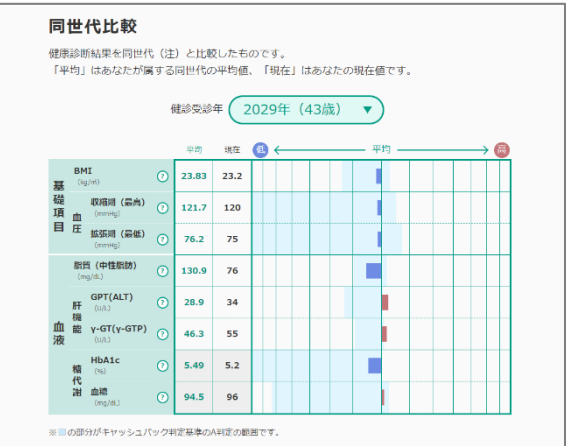 同世代比較
健康診断結果を同世代（注）と比較したものです。
「平均」はあなたが属する同世代の平均値、「現在」はあなたの現在値です。
健診受診年 2029年（43歳） ▼
平均 現在 低 平均 高
基礎項目
BMI (kg/㎡) ? 23.83 23.2
血圧
収縮期（最高） (mmHg) ? 121.7 120
拡張期（最低） (mmHg) ? 76.2 75
血液
脂質（中性脂肪） (mg/dL) ? 130.9 76
肝機能
GPT(ALT) (U/L) ? 28.9 34
γ-GT(γ-GTP) (U/L) ? 46.3 55
糖代謝
HbA1c (%) ? 5.49 5.2
血糖 (mg/dL) ? 94.5 96
※ の部分がキャッシュバック判定基準のA判定の範囲です。